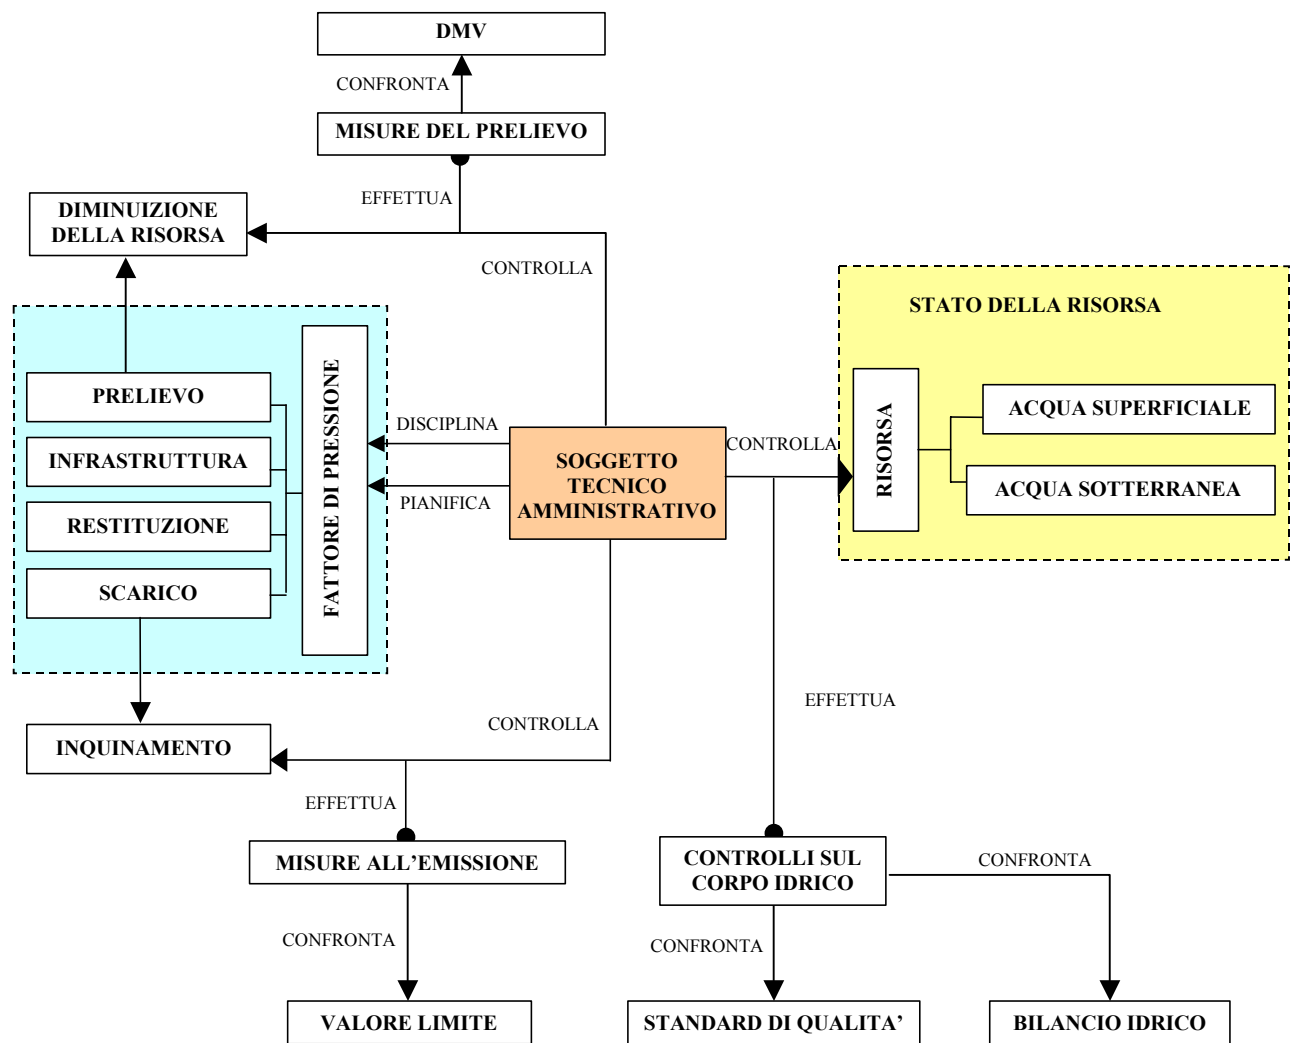 DMV
CONFRONTA
MISURE DEL PRELIEVO
EFFETTUA
DIMINUIZIONE
DELLA RISORSA
CONTROLLA
STATO DELLA RISORSA
PRELIEVO
INFRASTRUTTURA
RESTITUZIONE
SCARICO
FATTORE DI PRESSIONE
DISCIPLINA
PIANIFICA
SOGGETTO
TECNICO
AMMINISTRATIVO
CONTROLLA
RISORSA
ACQUA SUPERFICIALE
ACQUA SOTTERRANEA
CONTROLLA
INQUINAMENTO
EFFETTUA
EFFETTUA
MISURE ALL’EMISSIONE
CONTROLLI SUL
CORPO IDRICO
CONFRONTA
CONFRONTA
CONFRONTA
VALORE LIMITE
STANDARD DI QUALITA’
BILANCIO IDRICO